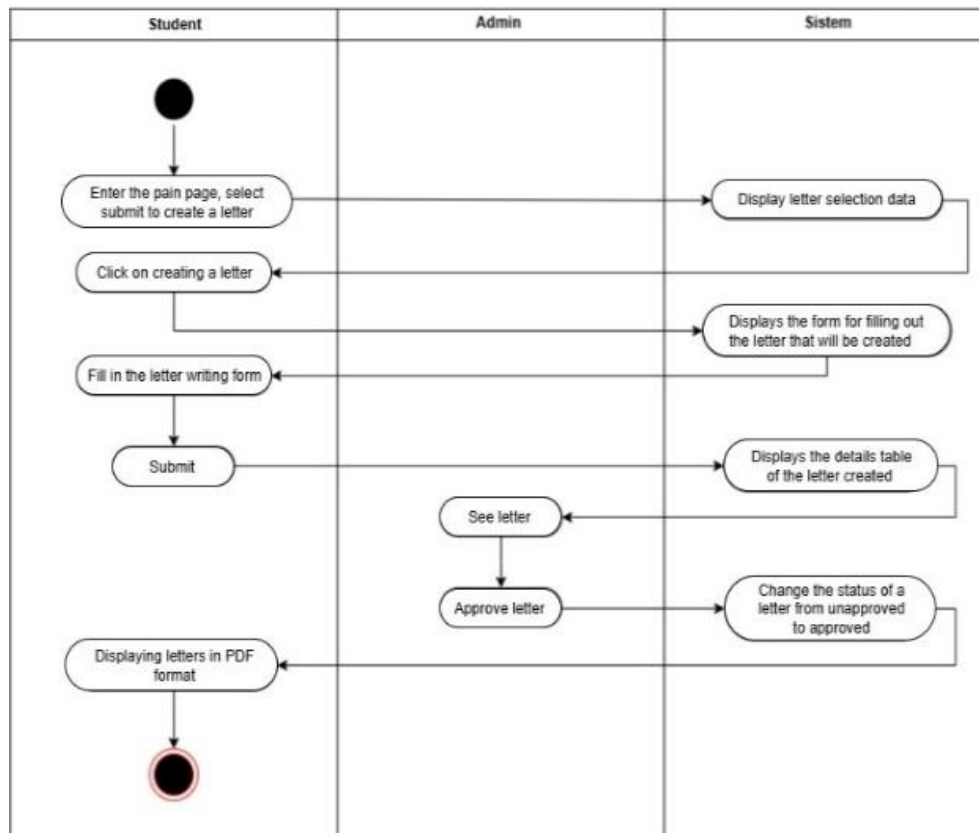 Student
Admin
Sistem
Enter the pain page, select
submit to create a letter
Display letter selection data
Click on creating a letter
Displays the form for filling out
the letter that will be created
Fill in the letter writing form
Submit
Displays the details table
of the letter created
See letter
Approve letter
Change the status of a
letter from unapproved
to approved
Displaying letters in PDF
format